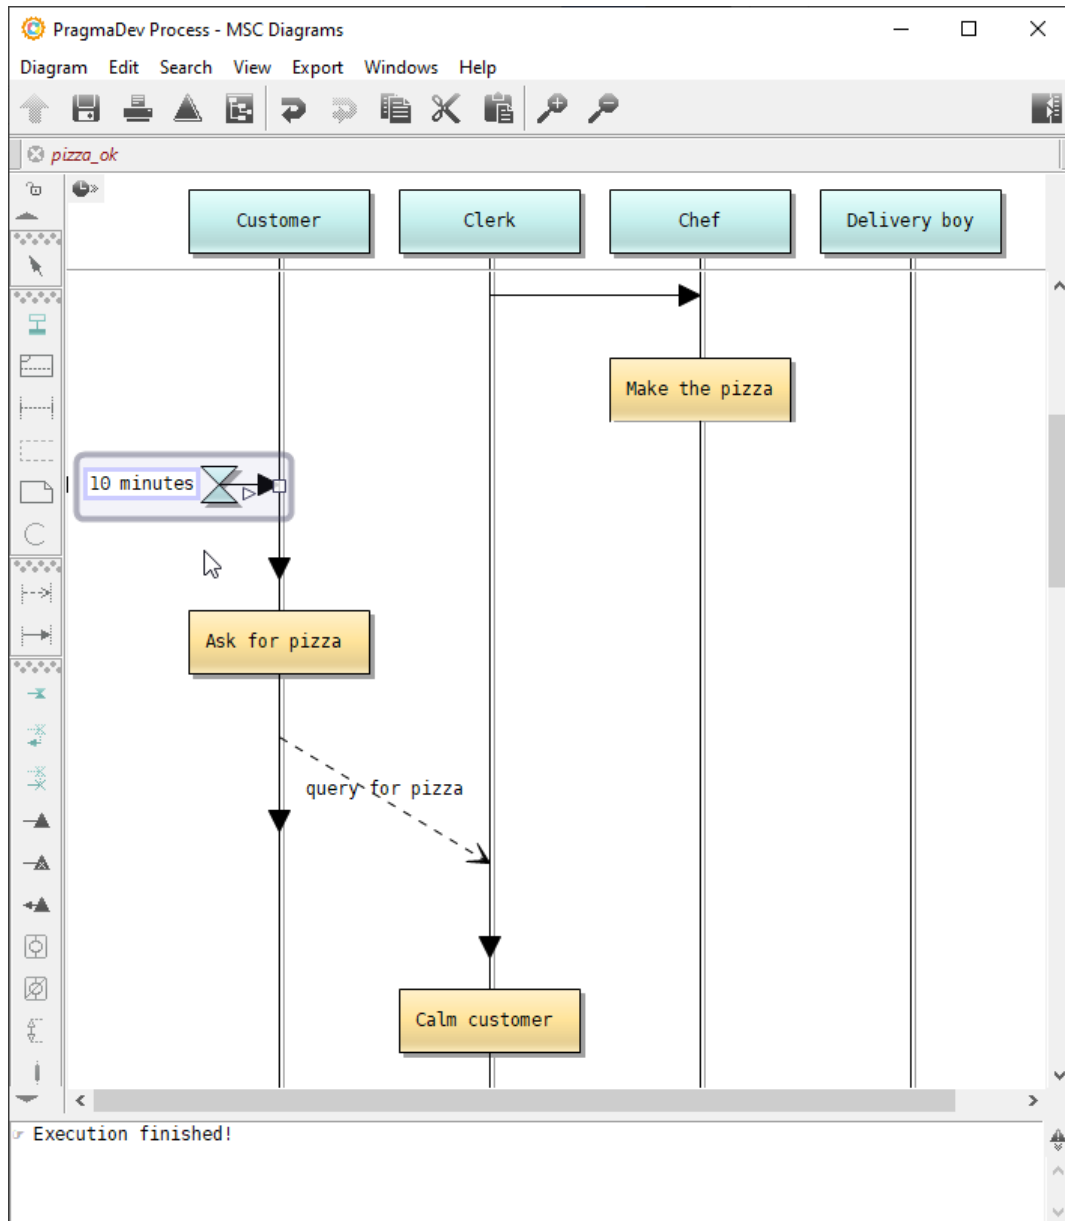 PragmaDev Process - MSC Diagrams
Diagram Edit Search View Export Windows Help
pizza_ok
Customer Clerk Chef Delivery boy
Make the pizza
10 minutes
Ask for pizza
query for pizza
Calm customer
Execution finished!